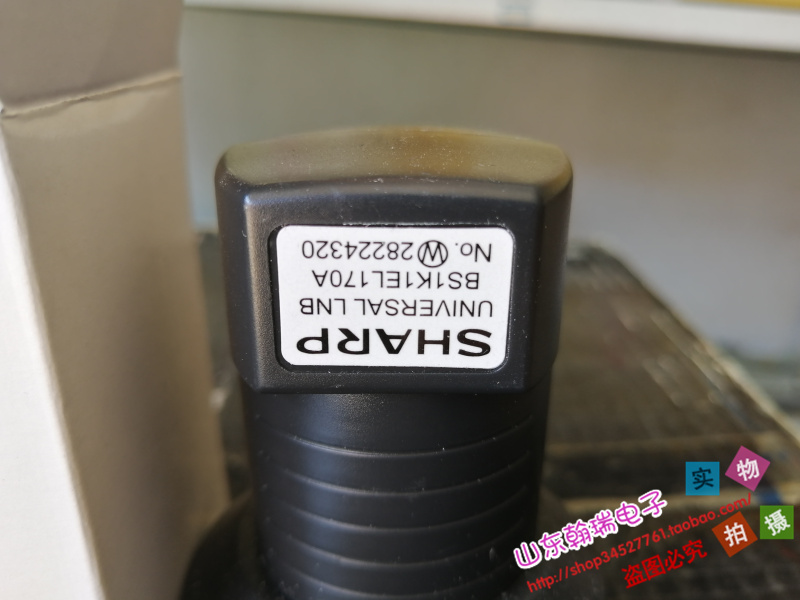 SHARP
UNIVERSAL LNB
BS1K1EL170A
No. Ⓦ28224320
实物
拍摄
山东翰瑞电子
http://shop34527761.taobao.com/
盗图必究